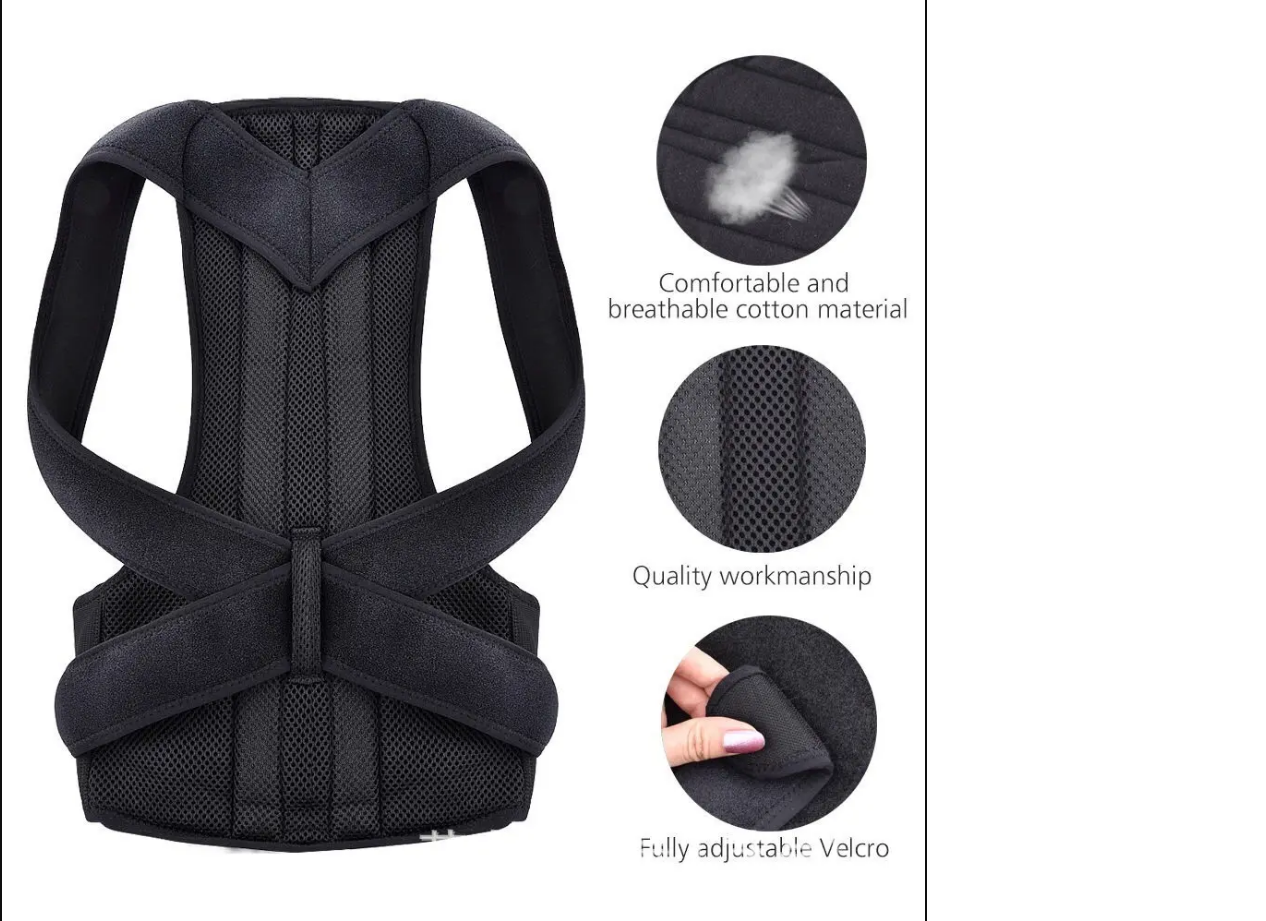 Comfortable and
breathable cotton material
Quality workmanship
Fully adjustable Velcro